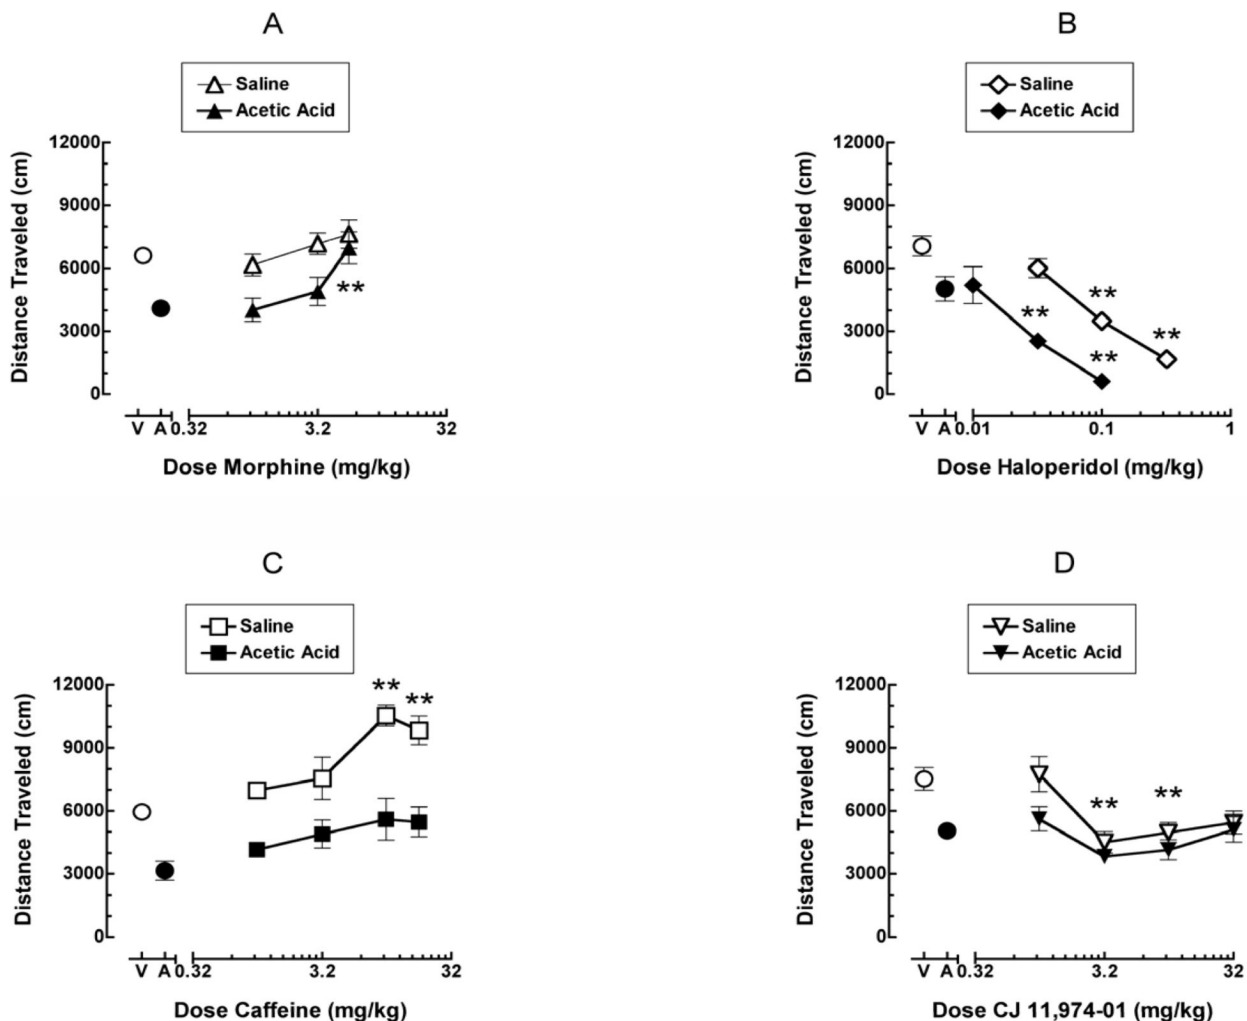 A
Saline
Acetic Acid
12000
9000
6000
3000
0
Distance Traveled (cm)
**
V A 0.32 3.2 32
Dose Morphine (mg/kg)
B
Saline
Acetic Acid
12000
9000
6000
3000
0
Distance Traveled (cm)
**
**
**
**
V A 0.01 0.1 1
Dose Haloperidol (mg/kg)
C
Saline
Acetic Acid
12000
9000
6000
3000
0
Distance Traveled (cm)
**
**
V A 0.32 3.2 32
Dose Caffeine (mg/kg)
D
Saline
Acetic Acid
12000
9000
6000
3000
0
Distance Traveled (cm)
**
**
V A 0.32 3.2 32
Dose CJ 11,974-01 (mg/kg)